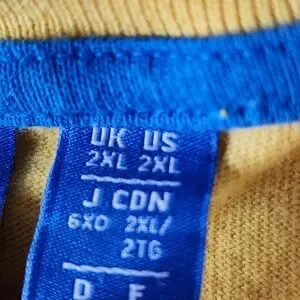 UK US
2XL 2XL
J CDN
6XO 2XL/
2TG
D F